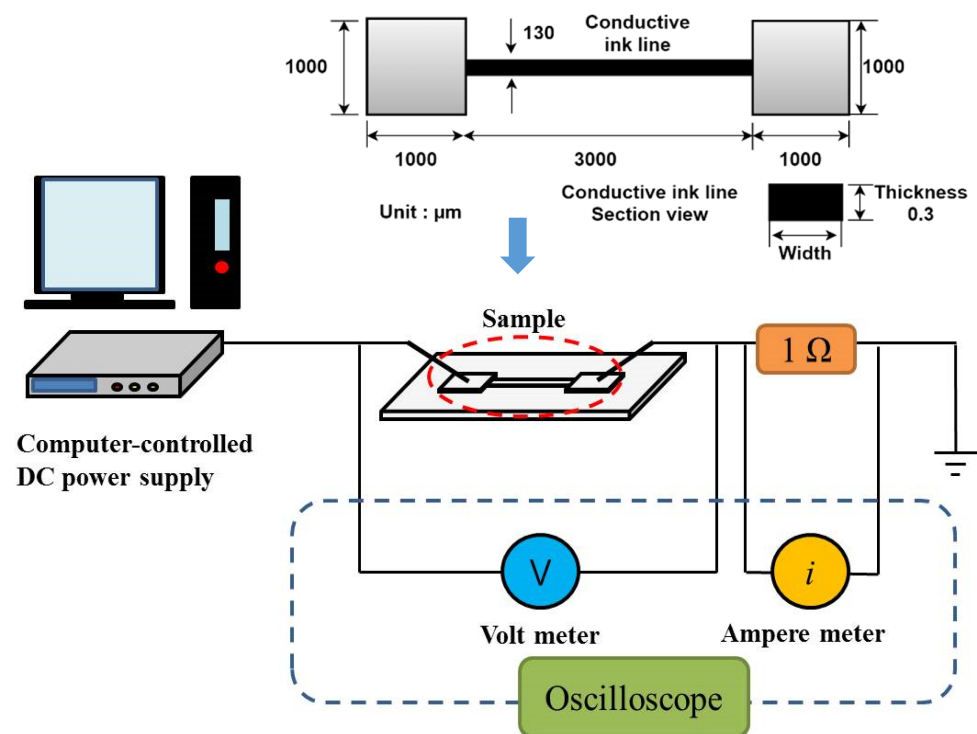 130
Conductive
ink line
1000
1000
1000
3000
1000
Unit : µm
Conductive ink line
Section view
Thickness
0.3
Width
Sample
1 Ω
Computer-controlled
DC power supply
V
i
Volt meter
Ampere meter
Oscilloscope